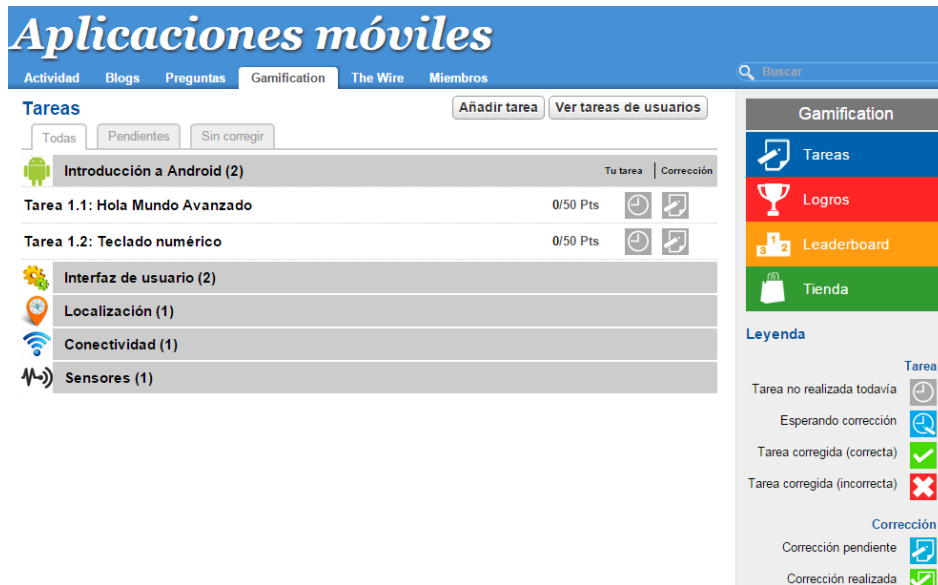 Aplicaciones móviles
Actividad Blogs Preguntas Gamification The Wire Miembros
Buscar
Tareas
Añadir tarea Ver tareas de usuarios
Todas Pendientes Sin corregir
Introducción a Android (2) Tu tarea Corrección
Tarea 1.1: Hola Mundo Avanzado 0/50 Pts
Tarea 1.2: Teclado numérico 0/50 Pts
Interfaz de usuario (2)
Localización (1)
Conectividad (1)
Sensores (1)
Gamification
Tareas
Logros
1
3 2
Leaderboard
Tienda
Leyenda
Tarea
Tarea no realizada todavía
Esperando corrección
Tarea corregida (correcta)
Tarea corregida (incorrecta)
Corrección
Corrección pendiente
Corrección realizada